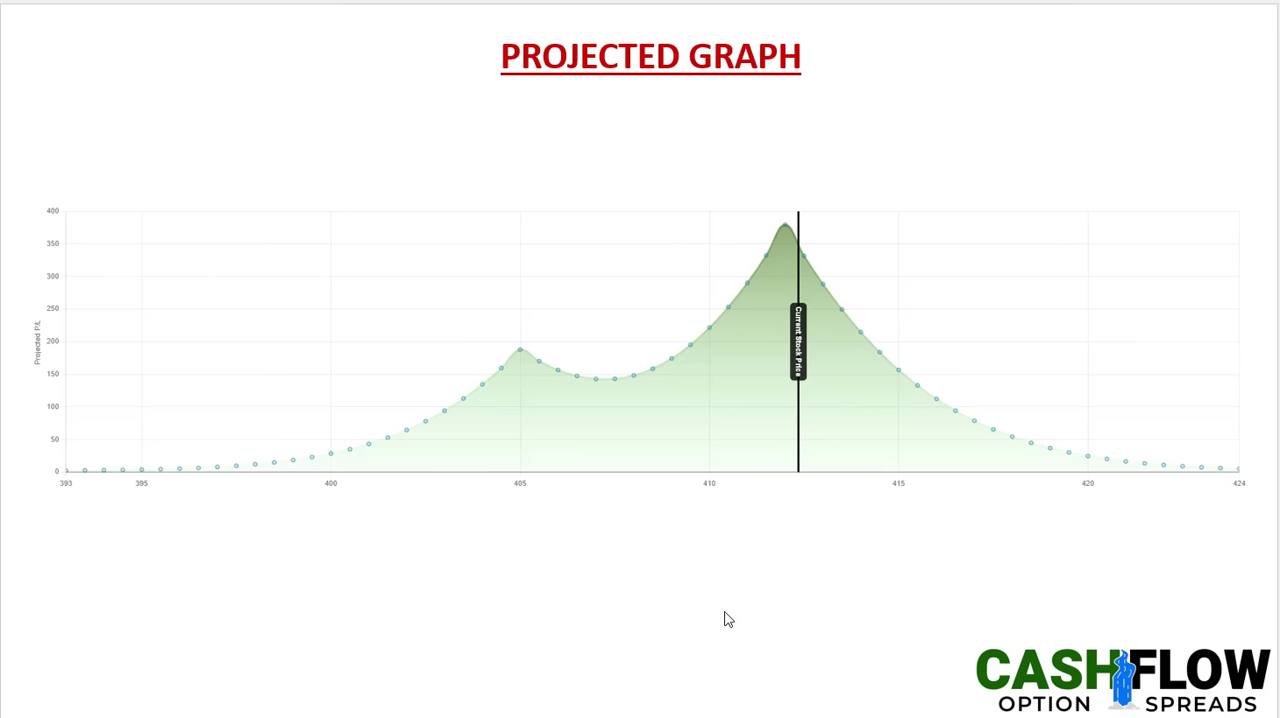 PROJECTED GRAPH
400
350
300
250
200
150
100
50
0
Projected P/L
Current Stock Price
393 395 400 405 410 415 420 424
CASHFLOW
OPTION SPREADS